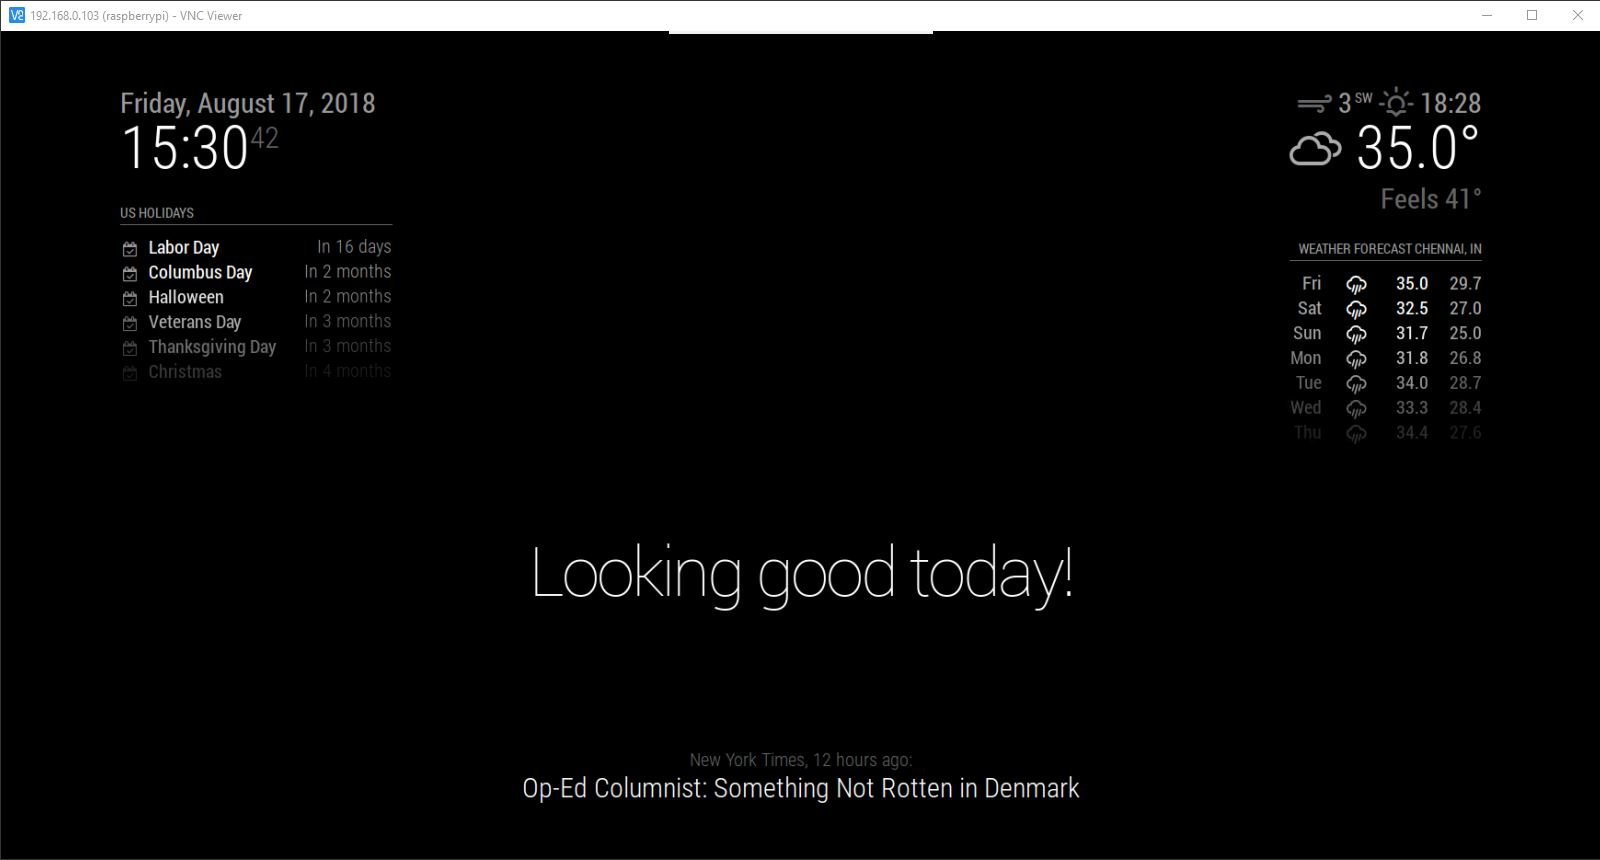 192.168.0.103 (raspberrypi) - VNC Viewer
Friday, August 17, 2018
15:30 42
US HOLIDAYS
Labor Day In 16 days
Columbus Day In 2 months
Halloween In 2 months
Veterans Day In 3 months
Thanksgiving Day In 3 months
Christmas In 4 months
3 SW 18:28
35.0°
Feels 41°
WEATHER FORECAST CHENNAI, IN
Fri 35.0 29.7
Sat 32.5 27.0
Sun 31.7 25.0
Mon 31.8 26.8
Tue 34.0 28.7
Wed 33.3 28.4
Thu 34.4 27.6
Looking good today!
New York Times, 12 hours ago:
Op-Ed Columnist: Something Not Rotten in Denmark